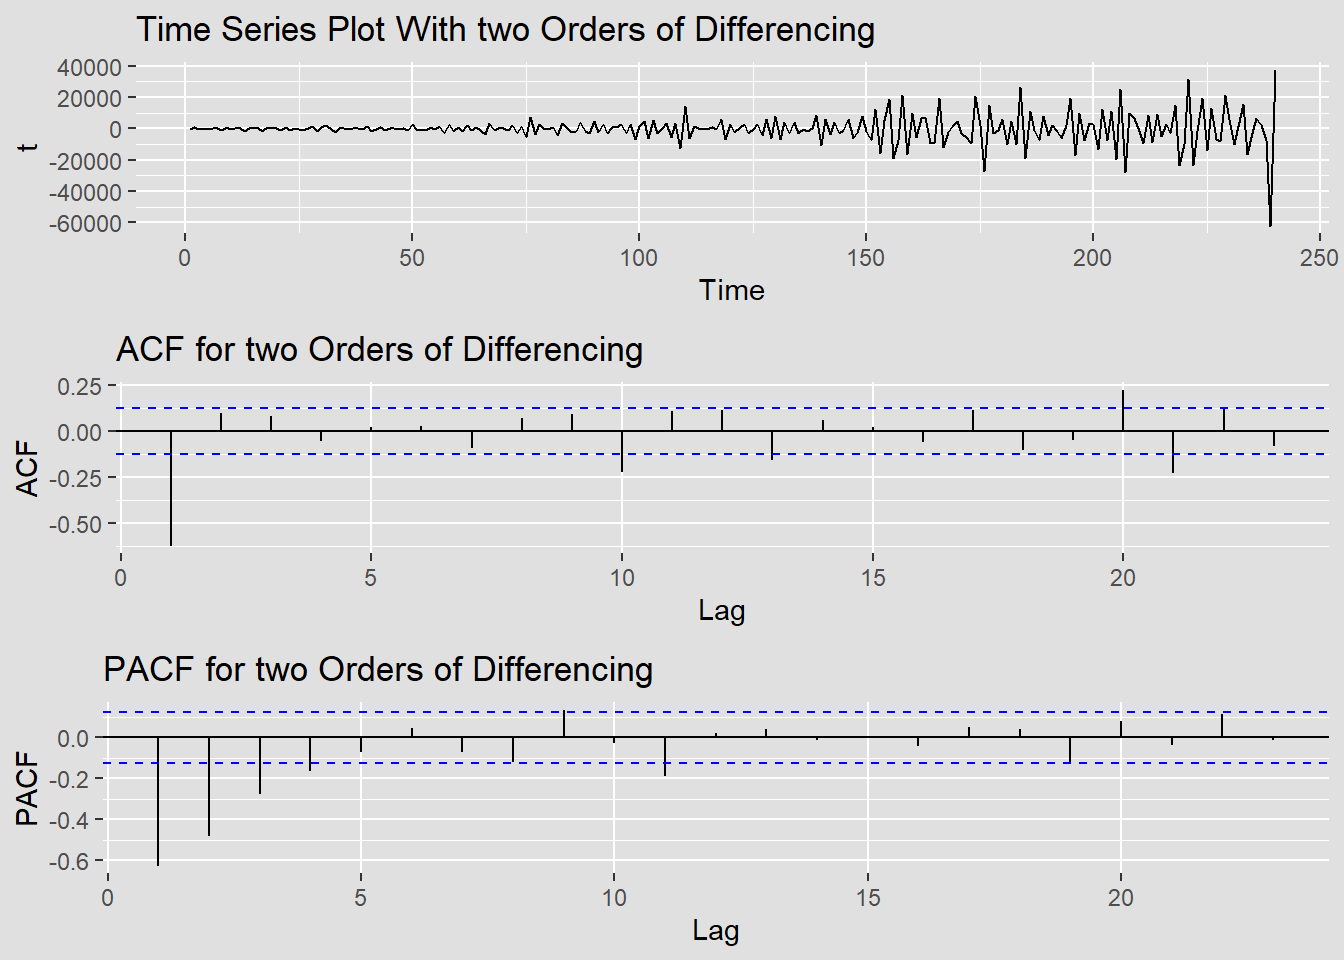 Time Series Plot With two Orders of Differencing
40000
20000
0
-20000
-40000
-60000
t
0 50 100 150 200 250
Time
ACF for two Orders of Differencing
0.25
0.00
-0.25
-0.50
ACF
0 5 10 15 20
Lag
PACF for two Orders of Differencing
0.0
-0.2
-0.4
-0.6
PACF
0 5 10 15 20
Lag